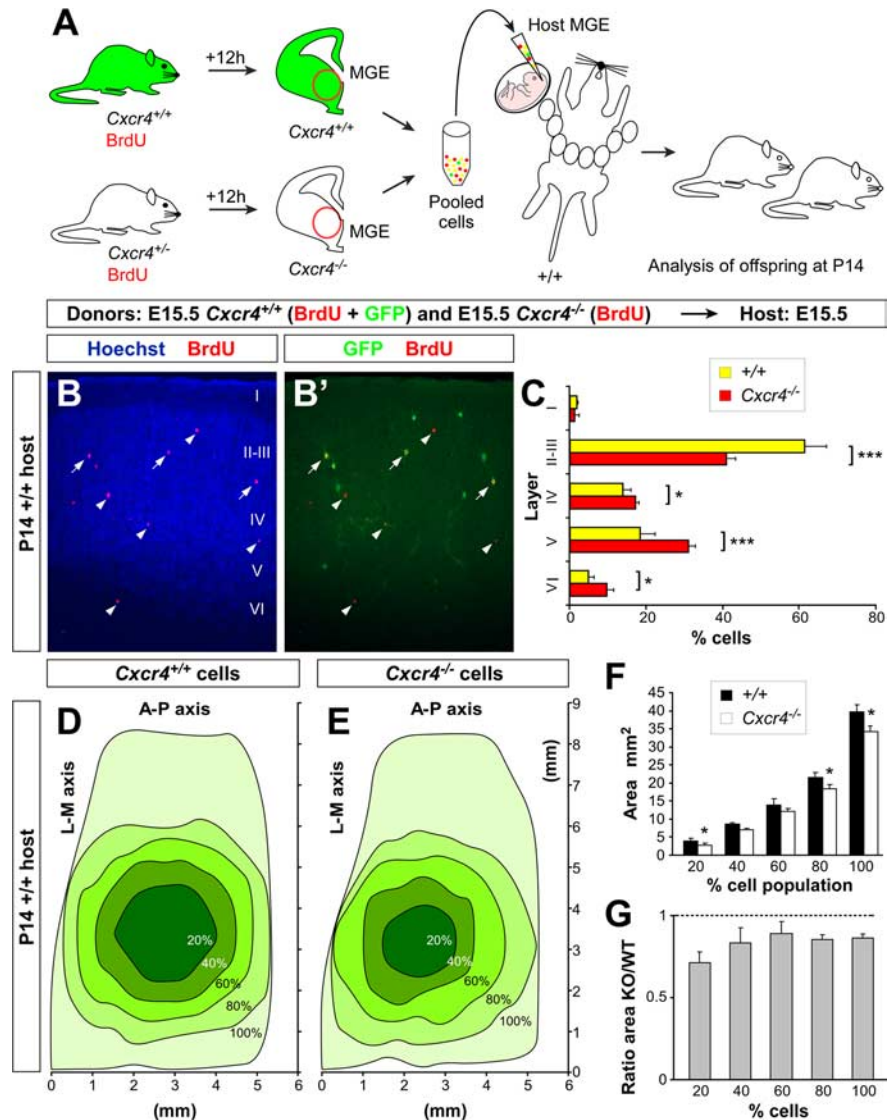 A
+12h
MGE
Cxcr4+/+
BrdU
Cxcr4+/+
Host MGE
+12h
MGE
Cxcr4+/-
BrdU
Cxcr4-/-
Pooled
cells
+/+
Analysis of offspring at P14
Donors: E15.5 Cxcr4+/+ (BrdU + GFP) and E15.5 Cxcr4-/- (BrdU) → Host: E15.5
Hoechst BrdU
GFP BrdU
P14 +/+ host
B
I
II-III
IV
V
VI
B'
C
+/+
Cxcr4-/-
Layer
I
II-III
IV
V
VI
***
*
***
*
0 20 40 60 80
% cells
Cxcr4+/+ cells
Cxcr4-/- cells
P14 +/+ host
D
A-P axis
L-M axis
20%
40%
60%
80%
100%
0 1 2 3 4 5 6
(mm)
E
A-P axis
L-M axis
20%
40%
60%
80%
100%
0 1 2 3 4 5 6
(mm)
9
8
7
6
5
4
3
2
1
0
(mm)
F
+/+
Cxcr4-/-
Area mm2
45
40
35
30
25
20
15
10
5
0
*
*
*
20 40 60 80 100
% cell population
G
Ratio area KO/WT
1
0.5
0
20 40 60 80 100
% cells